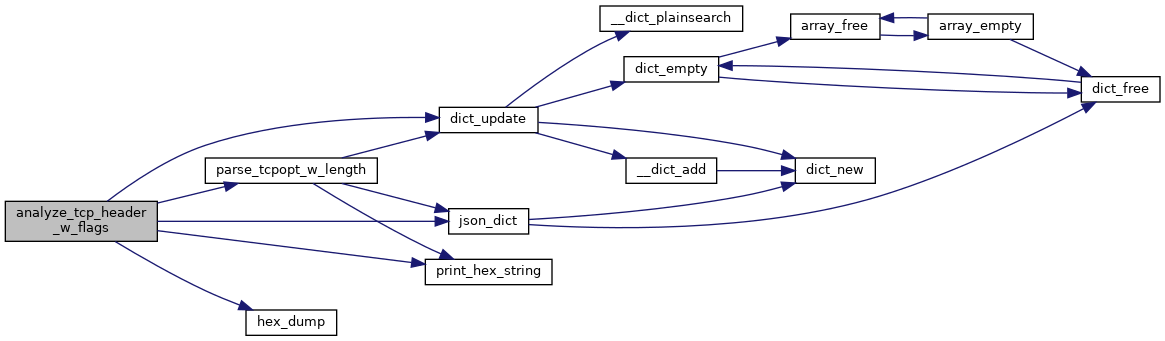 __dict_plainsearch
array_free
array_empty
dict_empty
dict_free
dict_update
parse_tcpopt_w_length
__dict_add
dict_new
analyze_tcp_header
_w_flags
json_dict
print_hex_string
hex_dump